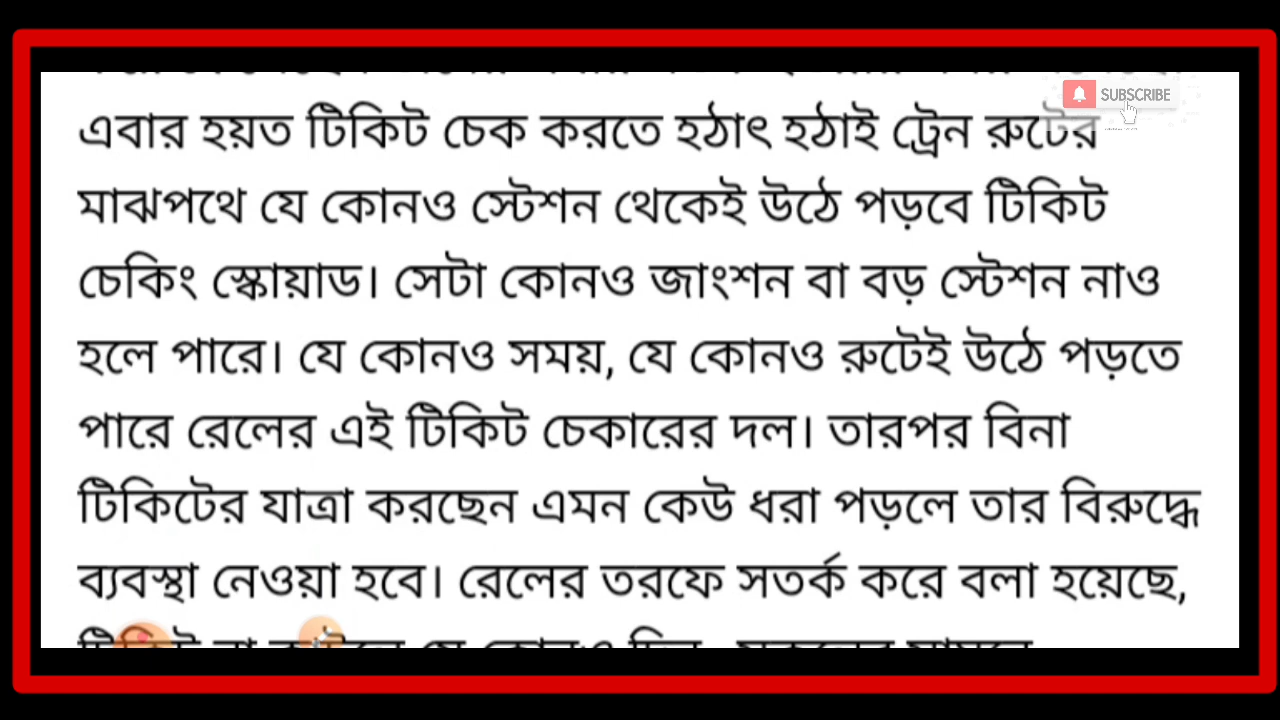 SUBSCRIBE
এবার হয়ত টিকিট চেক করতে হঠাৎ হঠাই ট্রেন রুটের
মাঝপথে যে কোনও স্টেশন থেকেই উঠে পড়বে টিকিট
চেকিং স্কোয়াড। সেটা কোনও জাংশন বা বড় স্টেশন নাও
হলে পারে। যে কোনও সময়, যে কোনও রুটেই উঠে পড়তে
পারে রেলের এই টিকিট চেকারের দল। তারপর বিনা
টিকিটের যাত্রা করছেন এমন কেউ ধরা পড়লে তার বিরুদ্ধে
ব্যবস্থা নেওয়া হবে। রেলের তরফে সতর্ক করে বলা হয়েছে,